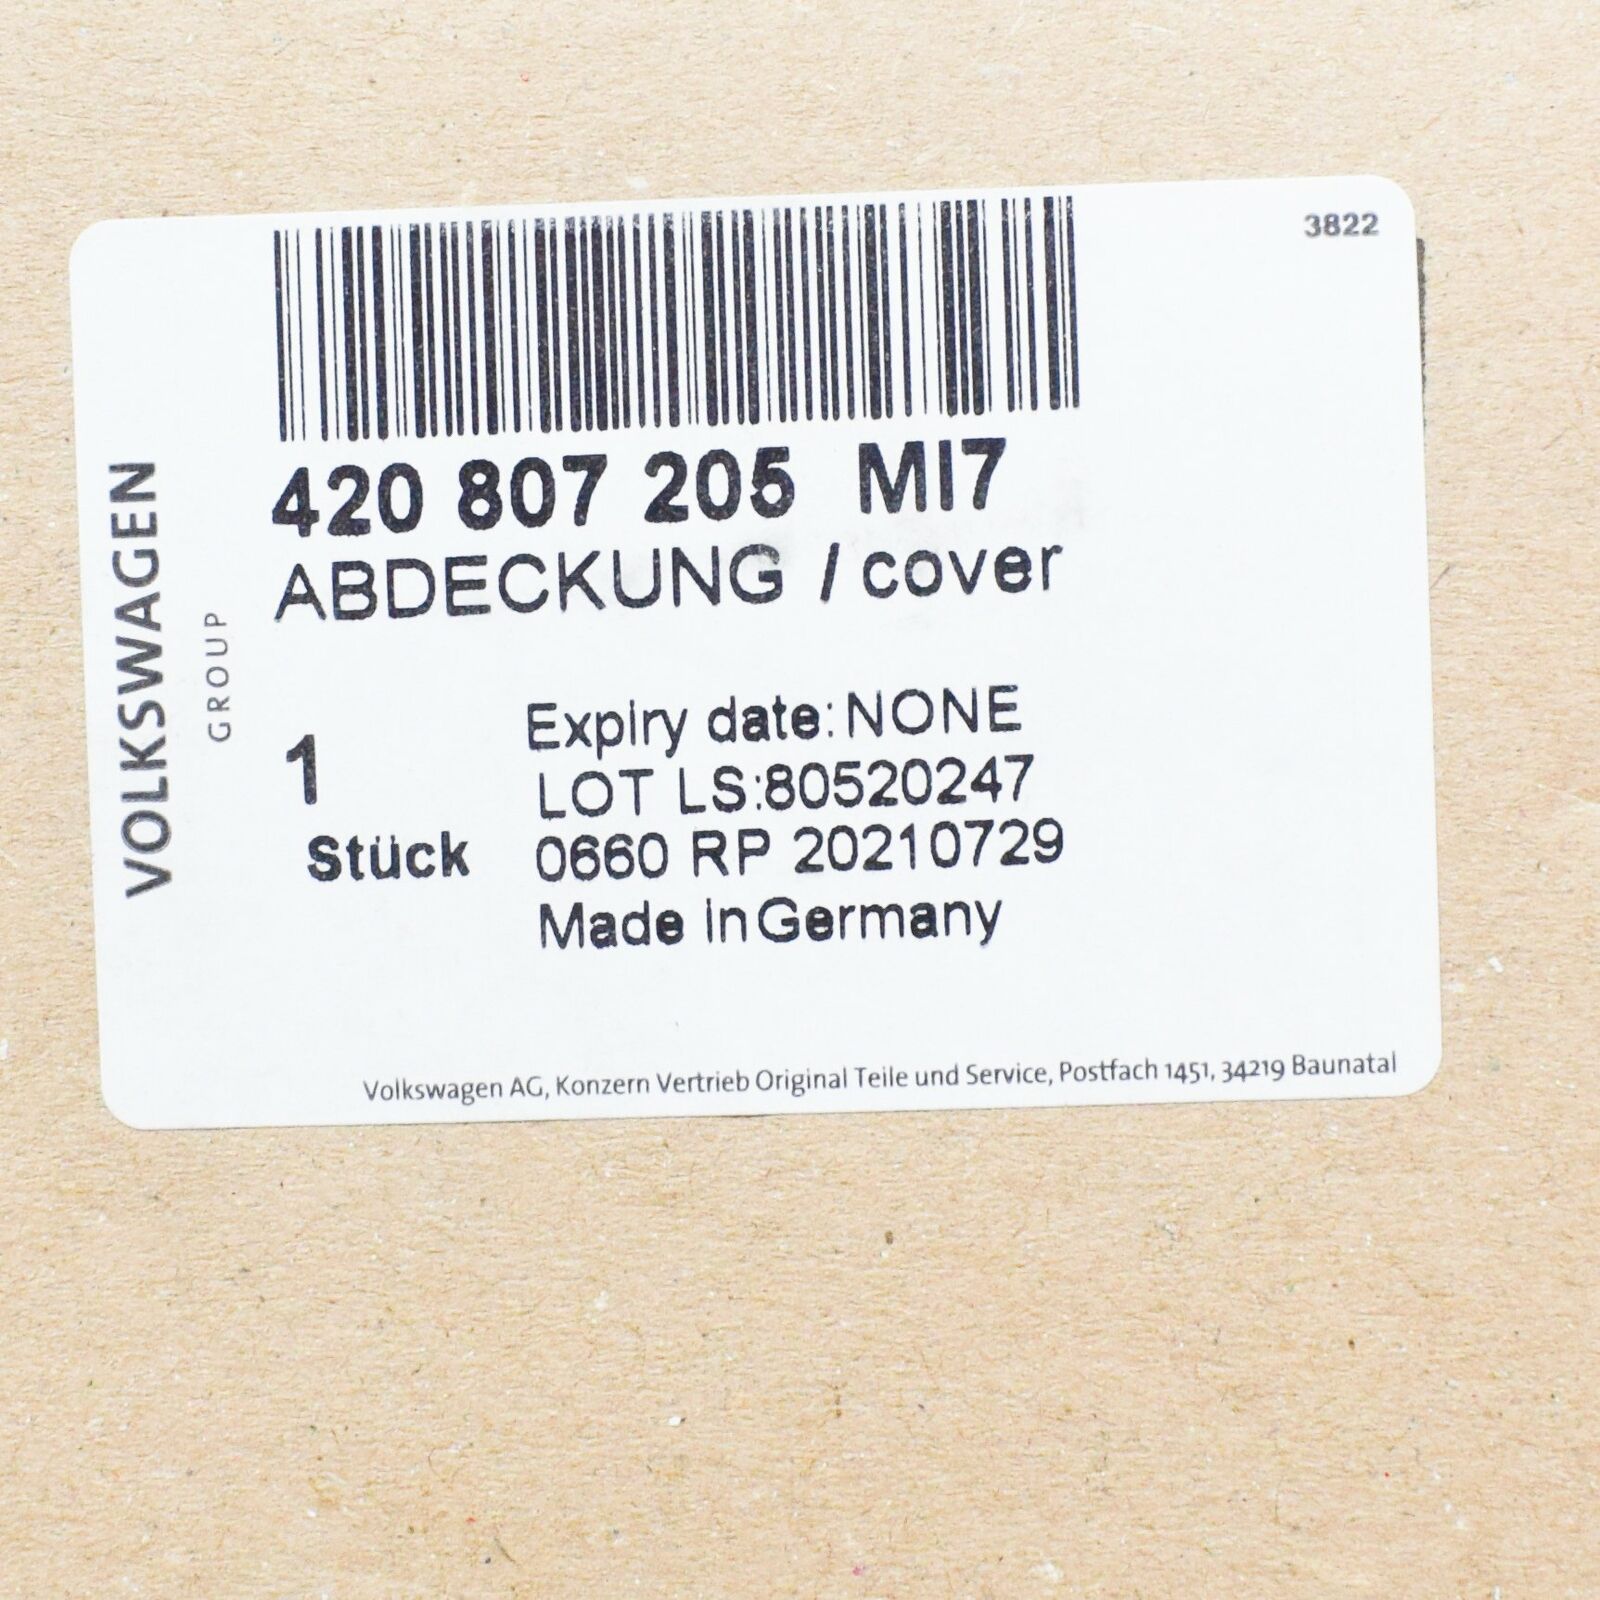 3822
420 807 205 MI7
ABDECKUNG / cover
VOLKSWAGEN
GROUP
1
Stück
Expiry date: NONE
LOT LS:80520247
0660 RP 20210729
Made in Germany
Volkswagen AG, Konzern Vertrieb Original Teile und Service, Postfach 1451, 34219 Baunatal